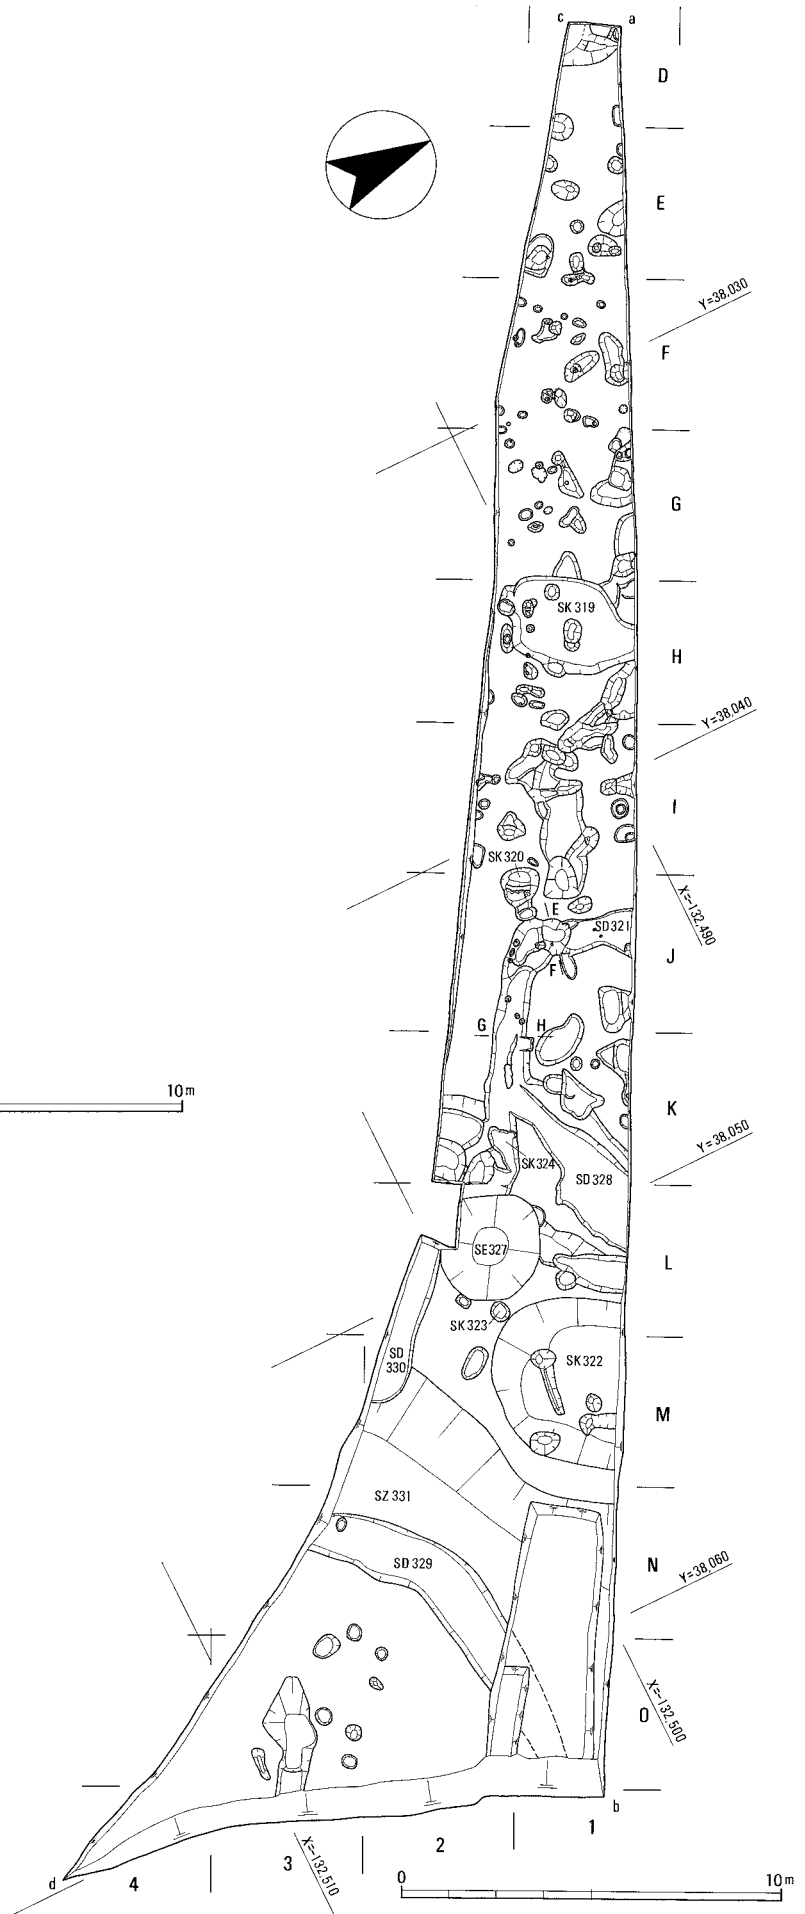 c a
D
E
Y=38,030
F
G
SK 319
H
Y=38,040
I
SK 320
X=-132,490
E
SD 321
J
F
G H
10m
K
Y=38,050
SK 324
SD 328
SE 327
L
SK 323
SD 330
SK 322
M
SZ 331
N
SD 329
Y=38,060
X=-132,500
O
b
1
2
3
X=-132,510
4
d
0 10m